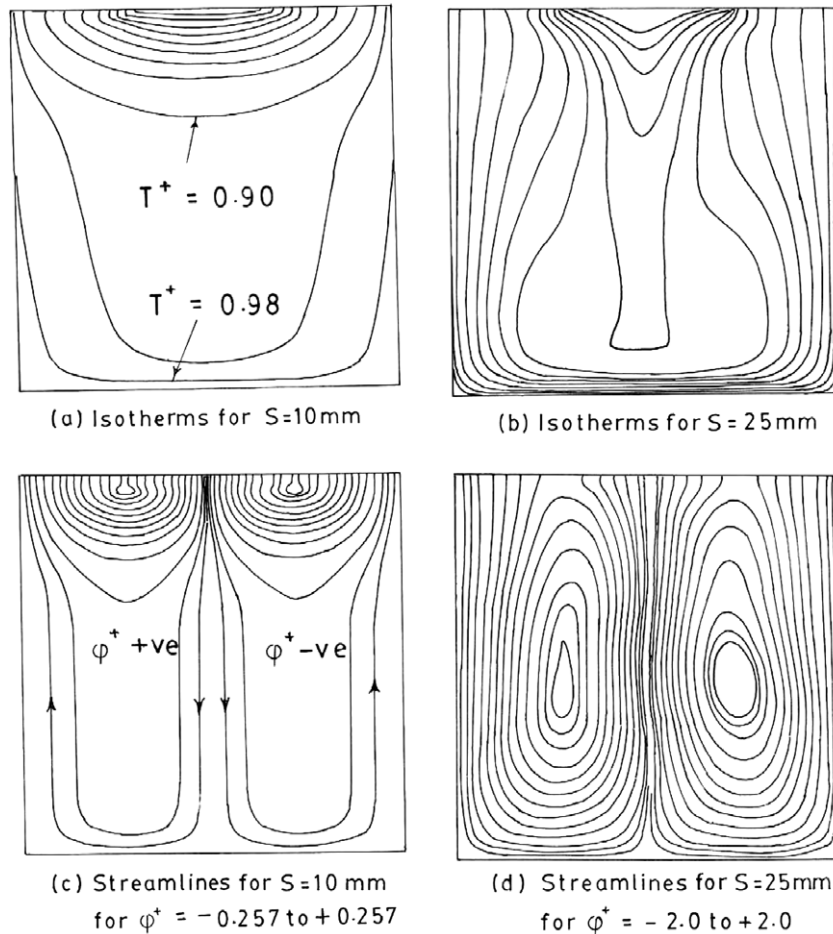 T⁺ = 0.90
T⁺ = 0.98
(a) Isotherms for S=10mm
(b) Isotherms for S = 25mm
φ⁺ +ve
φ⁺ -ve
(c) Streamlines for S=10 mm
for φ⁺ = -0.257 to +0.257
(d) Streamlines for S=25mm
for φ⁺ = - 2.0 to +2.0